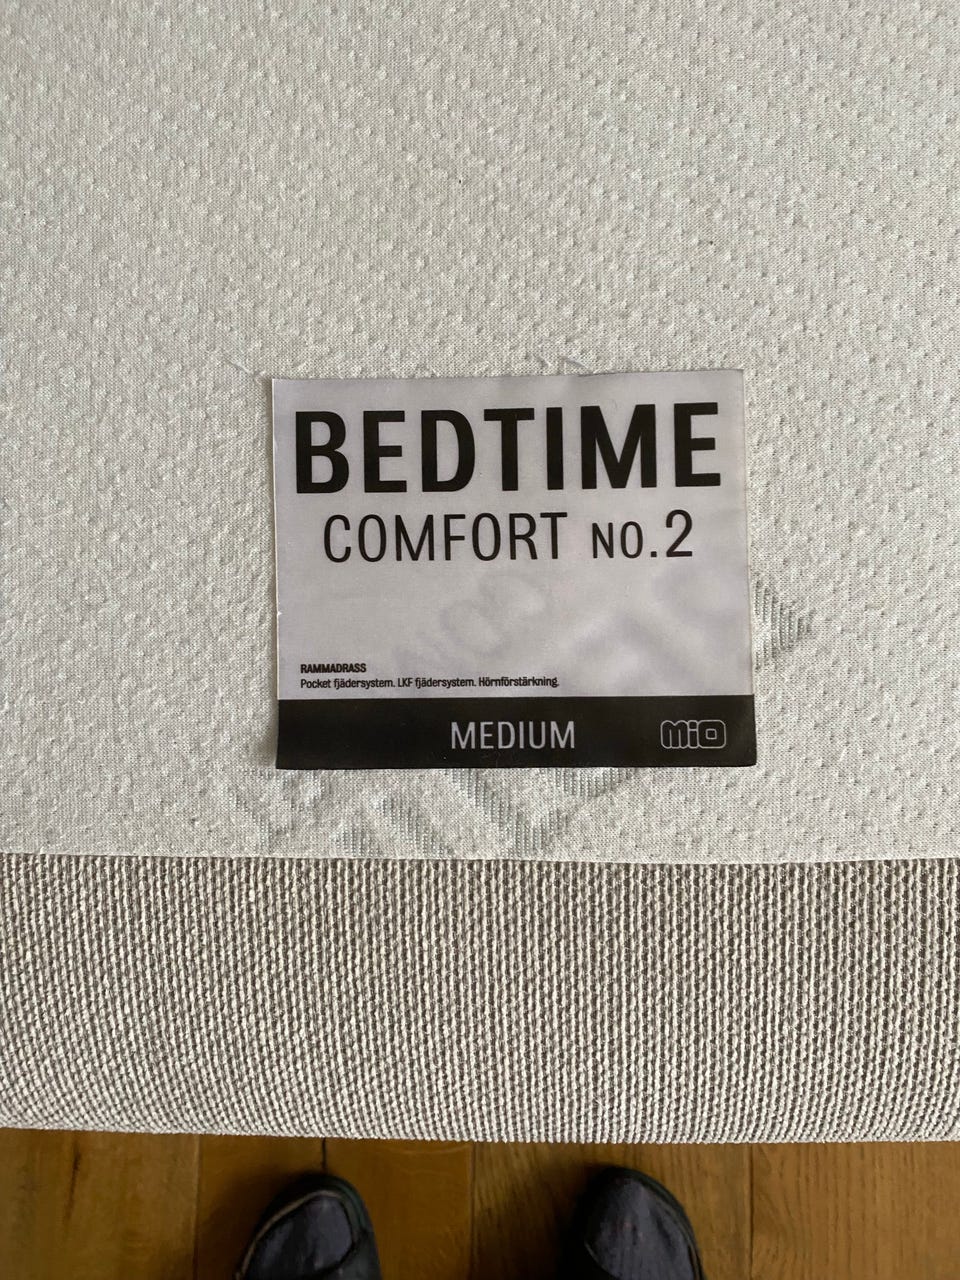 BEDTIME
COMFORT NO.2
RAMMADRASS
Pocket fjädersystem. LKF fjädersystem. Hörnförstärkning.
MEDIUM MiO